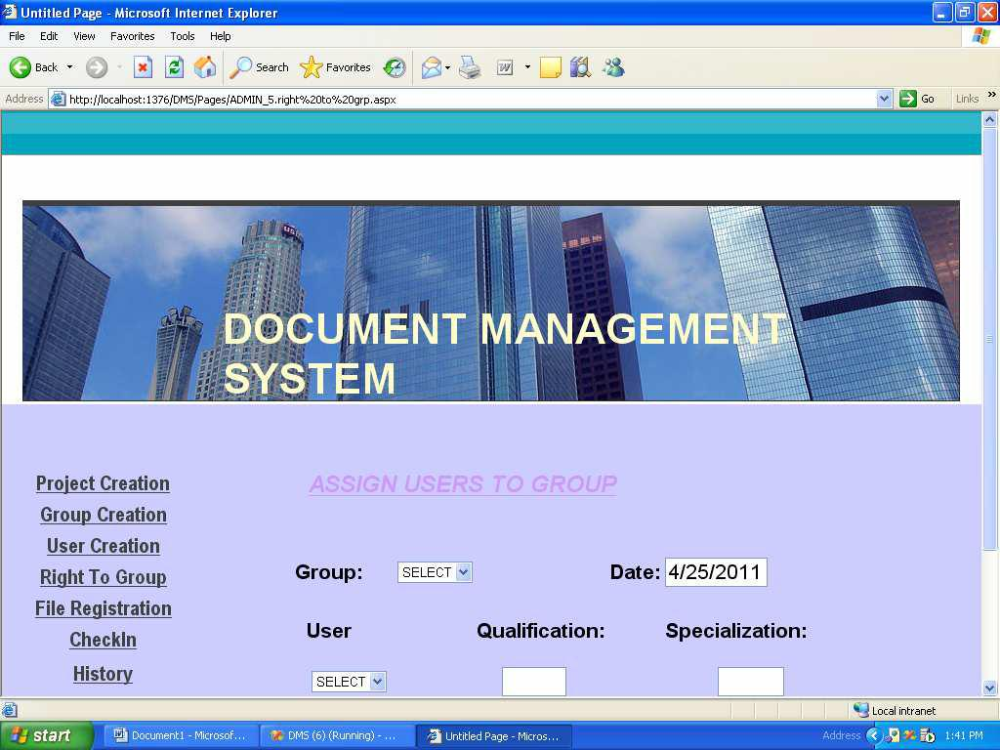 Untitled Page - Microsoft Internet Explorer
File Edit View Favorites Tools Help
Back Search Favorites
Address http://localhost:1376/DMS/Pages/ADMIN_5.right%20to%20grp.aspx Go Links »
DOCUMENT MANAGEMENT
SYSTEM
Project Creation
ASSIGN USERS TO GROUP
Group Creation
User Creation
Right To Group
Group: SELECT Date: 4/25/2011
File Registration
User Qualification: Specialization:
CheckIn
History
SELECT
Local intranet
start Document1 - Microsof... DMS (6) (Running) - ... Untitled Page - Micros... Address 1:41 PM